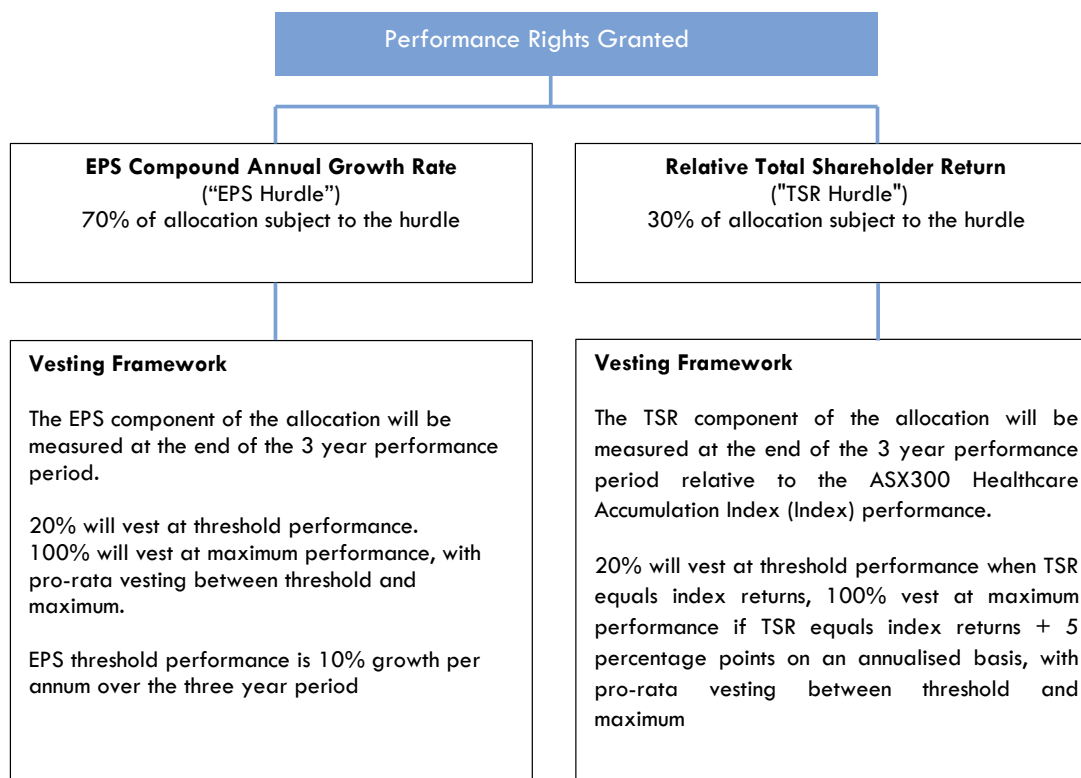 Performance Rights Granted
EPS Compound Annual Growth Rate
(“EPS Hurdle”)
70% of allocation subject to the hurdle
Relative Total Shareholder Return
("TSR Hurdle")
30% of allocation subject to the hurdle
Vesting Framework
The EPS component of the allocation will be
measured at the end of the 3 year performance
period.
20% will vest at threshold performance.
100% will vest at maximum performance, with
pro-rata vesting between threshold and
maximum.
EPS threshold performance is 10% growth per
annum over the three year period
Vesting Framework
The TSR component of the allocation will be
measured at the end of the 3 year performance
period relative to the ASX300 Healthcare
Accumulation Index (Index) performance.
20% will vest at threshold performance when TSR
equals index returns, 100% vest at maximum
performance if TSR equals index returns + 5
percentage points on an annualised basis, with
pro-rata vesting between threshold and
maximum